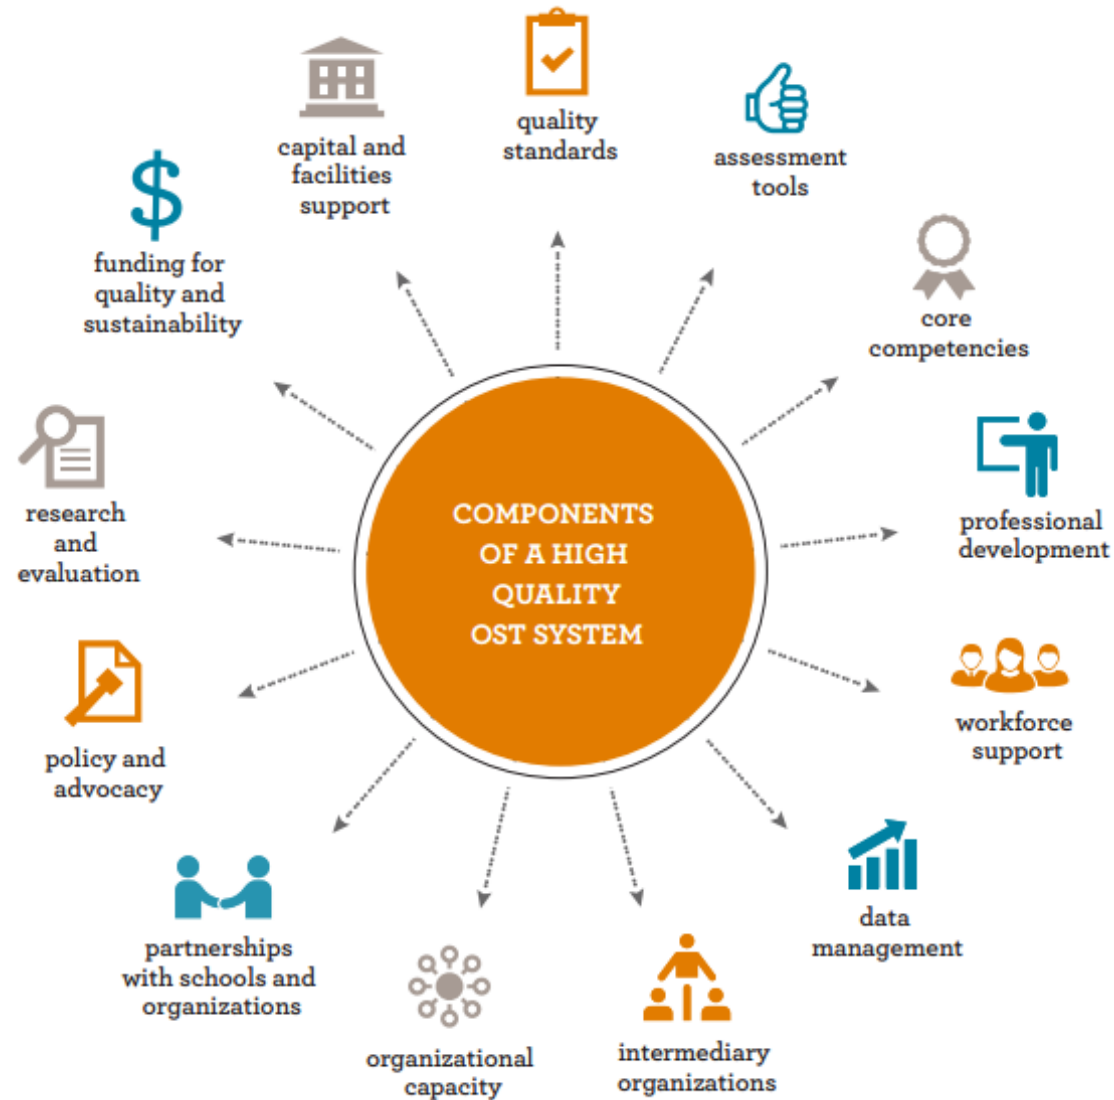 quality
standards
assessment
tools
core
competencies
professional
development
workforce
support
data
management
intermediary
organizations
organizational
capacity
partnerships
with schools and
organizations
policy and
advocacy
research
and
evaluation
funding for
quality and
sustainability
capital and
facilities
support
COMPONENTS
OF A HIGH
QUALITY
OST SYSTEM